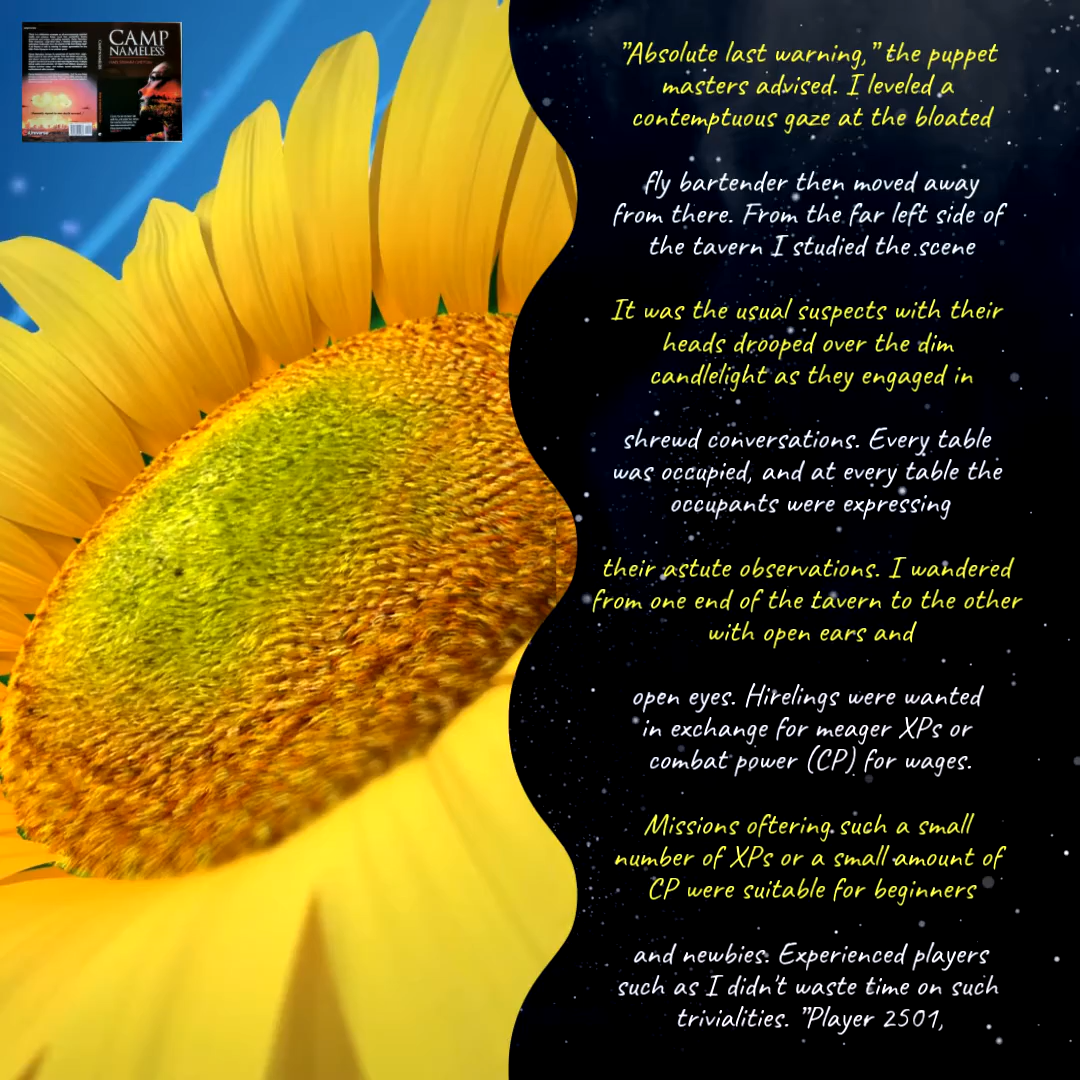 CAMP
NAMELESS
”Absolute last warning,” the puppet
masters advised. I leveled a
contemptuous gaze at the bloated
fly bartender then moved away
from there. From the far left side of
the tavern I studied the scene
It was the usual suspects with their
heads drooped over the dim
candlelight as they engaged in
shrewd conversations. Every table
was occupied, and at every table the
occupants were expressing
their astute observations. I wandered
from one end of the tavern to the other
with open ears and
open eyes. Hirelings were wanted
in exchange for meager XPs or
combat power (CP) for wages.
Missions oftering such a small
number of XPs or a small amount of
CP were suitable for beginners
and newbies. Experienced players
such as I didn't waste time on such
trivialities. ”Player 2501,